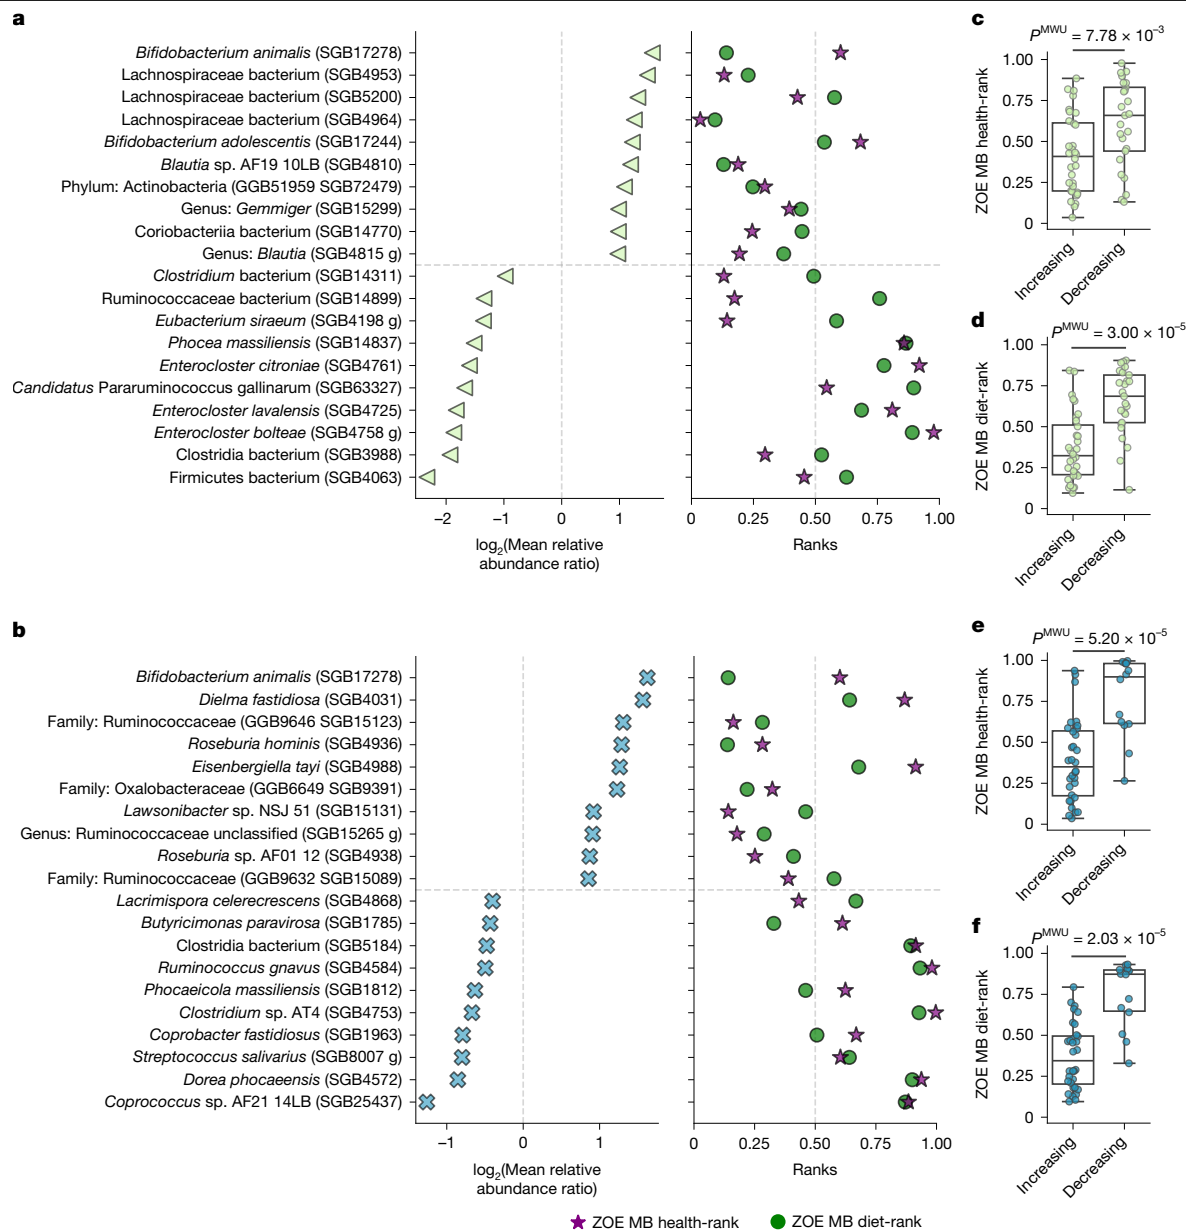 a
Bifidobacterium animalis (SGB17278)
Lachnospiraceae bacterium (SGB4953)
Lachnospiraceae bacterium (SGB5200)
Lachnospiraceae bacterium (SGB4964)
Bifidobacterium adolescentis (SGB17244)
Blautia sp. AF19 10LB (SGB4810)
Phylum: Actinobacteria (GGB51959 SGB72479)
Genus: Gemmiger (SGB15299)
Coriobacteriia bacterium (SGB14770)
Genus: Blautia (SGB4815 g)
Clostridium bacterium (SGB14311)
Ruminococcaceae bacterium (SGB14899)
Eubacterium siraeum (SGB4198 g)
Phocea massiliensis (SGB14837)
Enterocloster citroniae (SGB4761)
Candidatus Pararuminococcus gallinarum (SGB63327)
Enterocloster lavalensis (SGB4725)
Enterocloster bolteae (SGB4758 g)
Clostridia bacterium (SGB3988)
Firmicutes bacterium (SGB4063)
−2 −1 0 1
log2(Mean relative
abundance ratio)
0 0.25 0.50 0.75 1.00
Ranks
c
PMWU = 7.78 × 10−3
ZOE MB health-rank
1.00
0.75
0.50
0.25
0
Increasing
Decreasing
d
PMWU = 3.00 × 10−5
ZOE MB diet-rank
1.00
0.75
0.50
0.25
0
Increasing
Decreasing
b
Bifidobacterium animalis (SGB17278)
Dielma fastidiosa (SGB4031)
Family: Ruminococcaceae (GGB9646 SGB15123)
Roseburia hominis (SGB4936)
Eisenbergiella tayi (SGB4988)
Family: Oxalobacteraceae (GGB6649 SGB9391)
Lawsonibacter sp. NSJ 51 (SGB15131)
Genus: Ruminococcaceae unclassified (SGB15265 g)
Roseburia sp. AF01 12 (SGB4938)
Family: Ruminococcaceae (GGB9632 SGB15089)
Lacrimispora celerecrescens (SGB4868)
Butyricimonas paravirosa (SGB1785)
Clostridia bacterium (SGB5184)
Ruminococcus gnavus (SGB4584)
Phocaeicola massiliensis (SGB1812)
Clostridium sp. AT4 (SGB4753)
Coprobacter fastidiosus (SGB1963)
Streptococcus salivarius (SGB8007 g)
Dorea phocaeensis (SGB4572)
Coprococcus sp. AF21 14LB (SGB25437)
−1 0 1
log2(Mean relative
abundance ratio)
0 0.25 0.50 0.75 1.00
Ranks
ZOE MB health-rank
ZOE MB diet-rank
e
PMWU = 5.20 × 10−5
ZOE MB health-rank
1.00
0.75
0.50
0.25
0
Increasing
Decreasing
f
PMWU = 2.03 × 10−5
ZOE MB diet-rank
1.00
0.75
0.50
0.25
0
Increasing
Decreasing